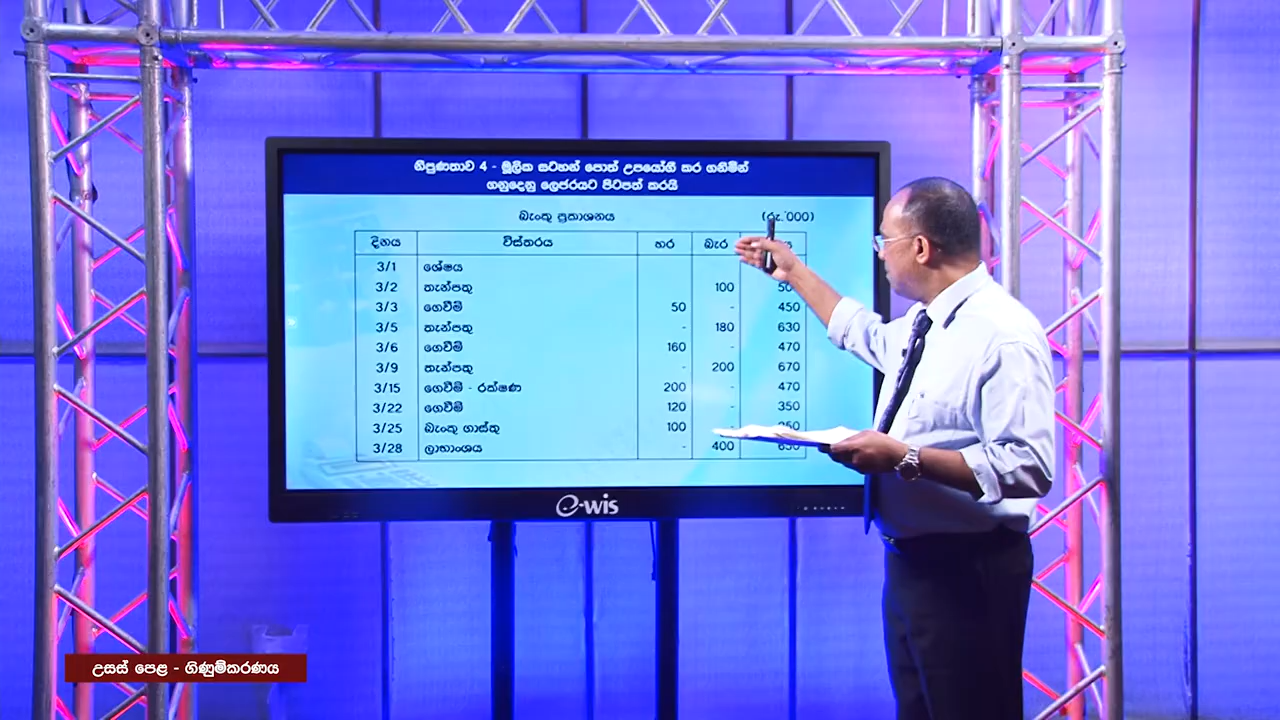 නිපුණතාව 4 - මූලික සටහන් පොත් උපයෝගී කර ගනිමින්
ගනුදෙනු ලෙජරයට පිටපත් කරයි
බැංකු ප්‍රකාශනය (රු.'000)
දිනය විස්තරය හර බැර
3/1 ශේෂය
3/2 තැන්පතු 100
3/3 ගෙවීම් 50 - 450
3/5 තැන්පතු - 180 630
3/6 ගෙවීම් 160 - 470
3/9 තැන්පතු - 200 670
3/15 ගෙවීම් - රක්ෂණ 200 - 470
3/22 ගෙවීම් 120 - 350
3/25 බැංකු ගාස්තු 100
3/28 ලාභාංශය - 400
e-wis
උසස් පෙළ - ගිණුම්කරණය